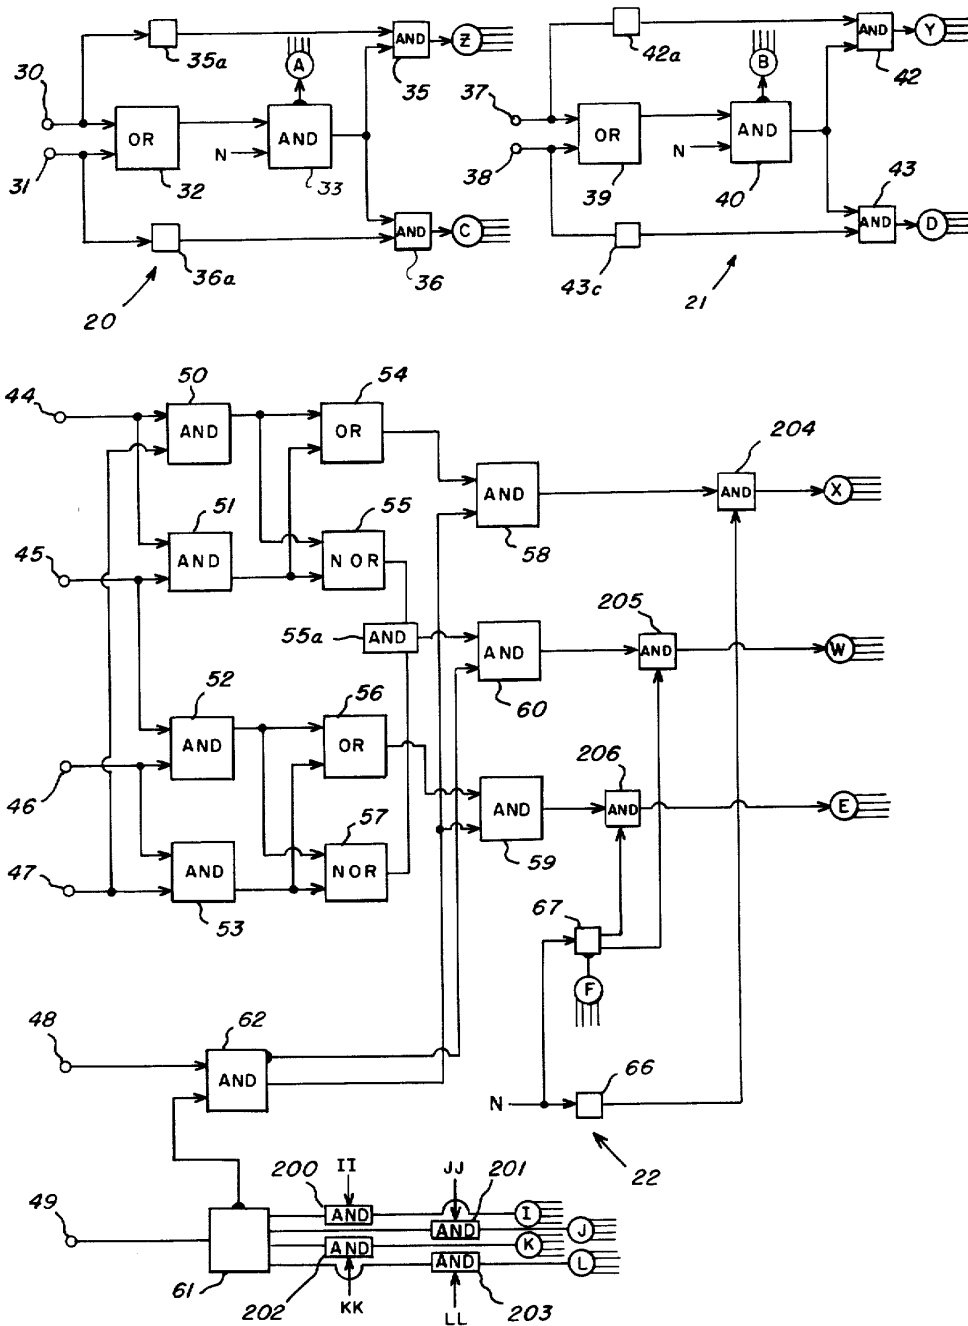 35a
A
AND
Z
42a
B
AND
Y
30
35
37
42
OR
AND
OR
AND
N
N
31
32
33
38
39
40
43
AND
C
AND
D
36a
36
43c
20
21
44
50
54
AND
OR
204
AND
AND
X
51
55
58
45
AND
NOR
205
55a
AND
AND
AND
W
52
56
60
AND
OR
206
46
AND
AND
E
57
59
47
AND
NOR
67
53
F
48
62
AND
66
N
22
200
II
JJ
201
AND
I
49
AND
J
AND
K
AND
L
61
202
KK
LL
203